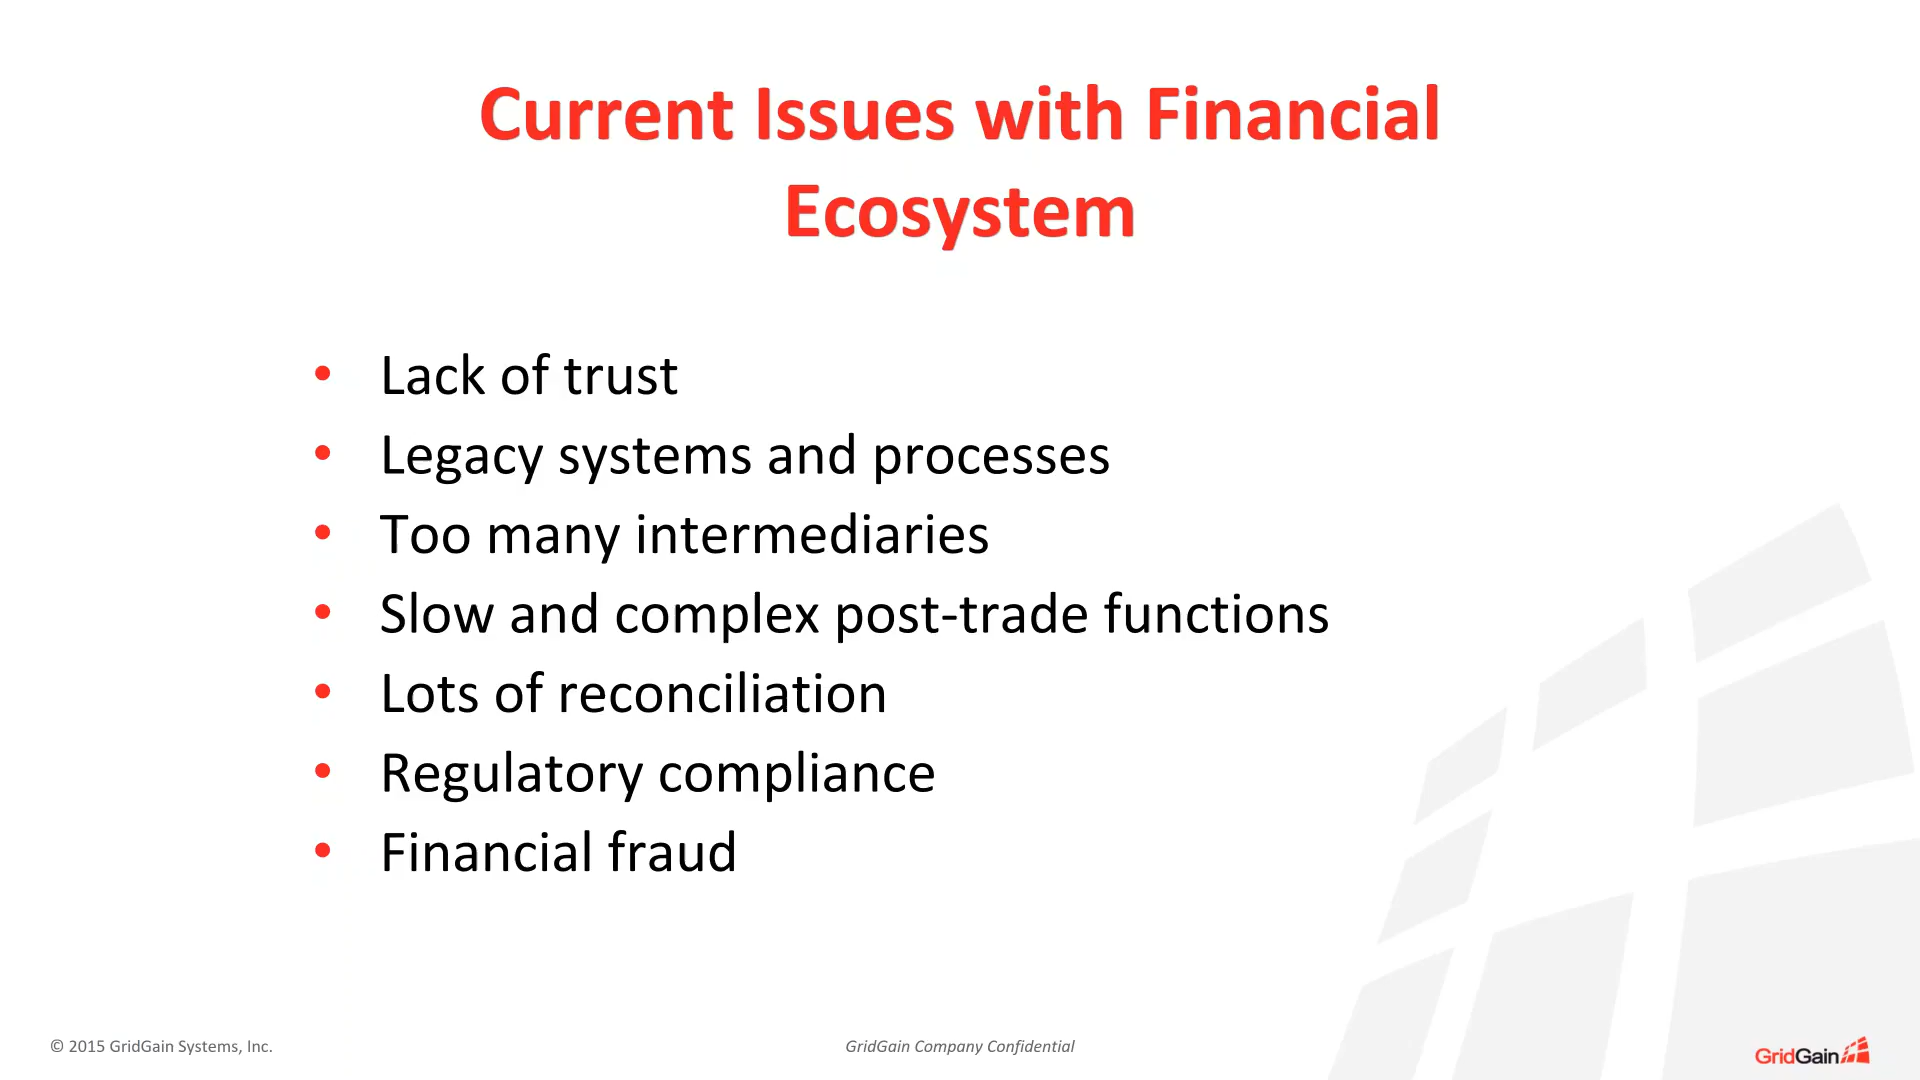 Current Issues with Financial
Ecosystem
• Lack of trust
• Legacy systems and processes
• Too many intermediaries
• Slow and complex post-trade functions
• Lots of reconciliation
• Regulatory compliance
• Financial fraud
© 2015 GridGain Systems, Inc.
GridGain Company Confidential
GridGain